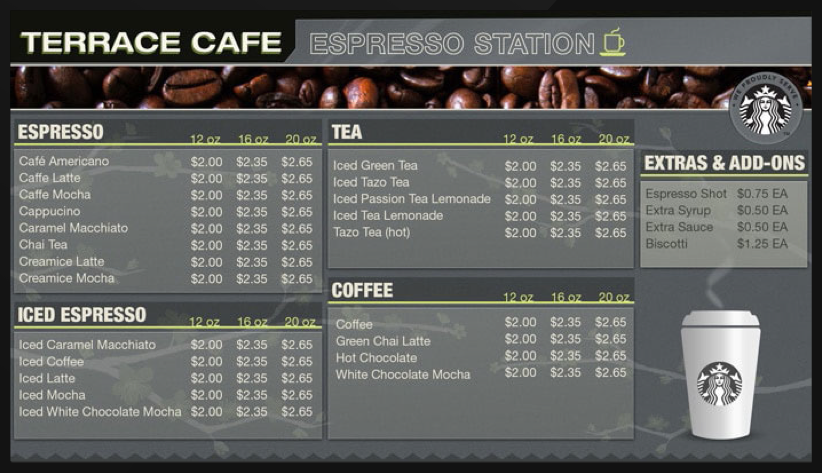 TERRACE CAFE ESPRESSO STATION
WE PROUDLY SERVE
ESPRESSO 12 oz 16 oz 20 oz
Café Americano $2.00 $2.35 $2.65
Caffe Latte $2.00 $2.35 $2.65
Caffe Mocha $2.00 $2.35 $2.65
Cappucino $2.00 $2.35 $2.65
Caramel Macchiato $2.00 $2.35 $2.65
Chai Tea $2.00 $2.35 $2.65
Creamice Latte $2.00 $2.35 $2.65
Creamice Mocha $2.00 $2.35 $2.65
ICED ESPRESSO 12 oz 16 oz 20 oz
Iced Caramel Macchiato $2.00 $2.35 $2.65
Iced Coffee $2.00 $2.35 $2.65
Iced Latte $2.00 $2.35 $2.65
Iced Mocha $2.00 $2.35 $2.65
Iced White Chocolate Mocha $2.00 $2.35 $2.65
TEA 12 oz 16 oz 20 oz
Iced Green Tea $2.00 $2.35 $2.65
Iced Tazo Tea $2.00 $2.35 $2.65
Iced Passion Tea Lemonade $2.00 $2.35 $2.65
Iced Tea Lemonade $2.00 $2.35 $2.65
Tazo Tea (hot) $2.00 $2.35 $2.65
COFFEE 12 oz 16 oz 20 oz
Coffee $2.00 $2.35 $2.65
Green Chai Latte $2.00 $2.35 $2.65
Hot Chocolate $2.00 $2.35 $2.65
White Chocolate Mocha $2.00 $2.35 $2.65
EXTRAS & ADD-ONS
Espresso Shot $0.75 EA
Extra Syrup $0.50 EA
Extra Sauce $0.50 EA
Biscotti $1.25 EA